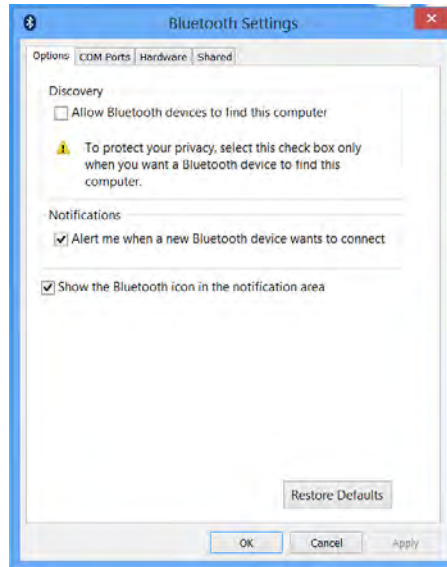 Bluetooth Settings
Options COM Ports Hardware Shared
Discovery
Allow Bluetooth devices to find this computer
To protect your privacy, select this check box only
when you want a Bluetooth device to find this
computer.
Notifications
Alert me when a new Bluetooth device wants to connect
Show the Bluetooth icon in the notification area
Restore Defaults
OK Cancel Apply